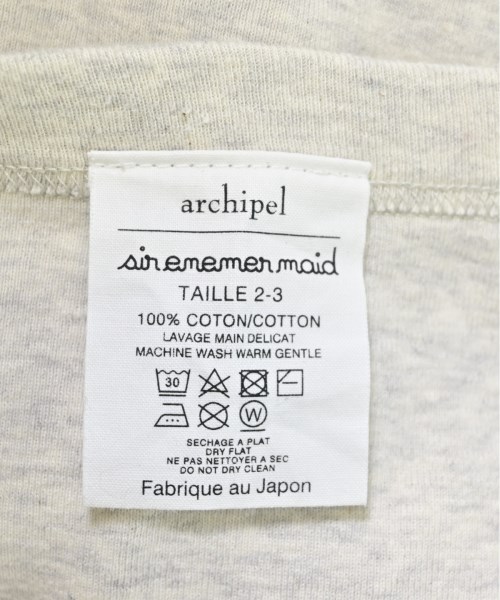 archipel
sirenemermaid
TAILLE 2-3
100% COTON/COTTON
LAVAGE MAIN DELICAT
MACHINE WASH WARM GENTLE
30
W
SECHAGE A PLAT
DRY FLAT
NE PAS NETTOYER A SEC
DO NOT DRY CLEAN
Fabrique au Japon